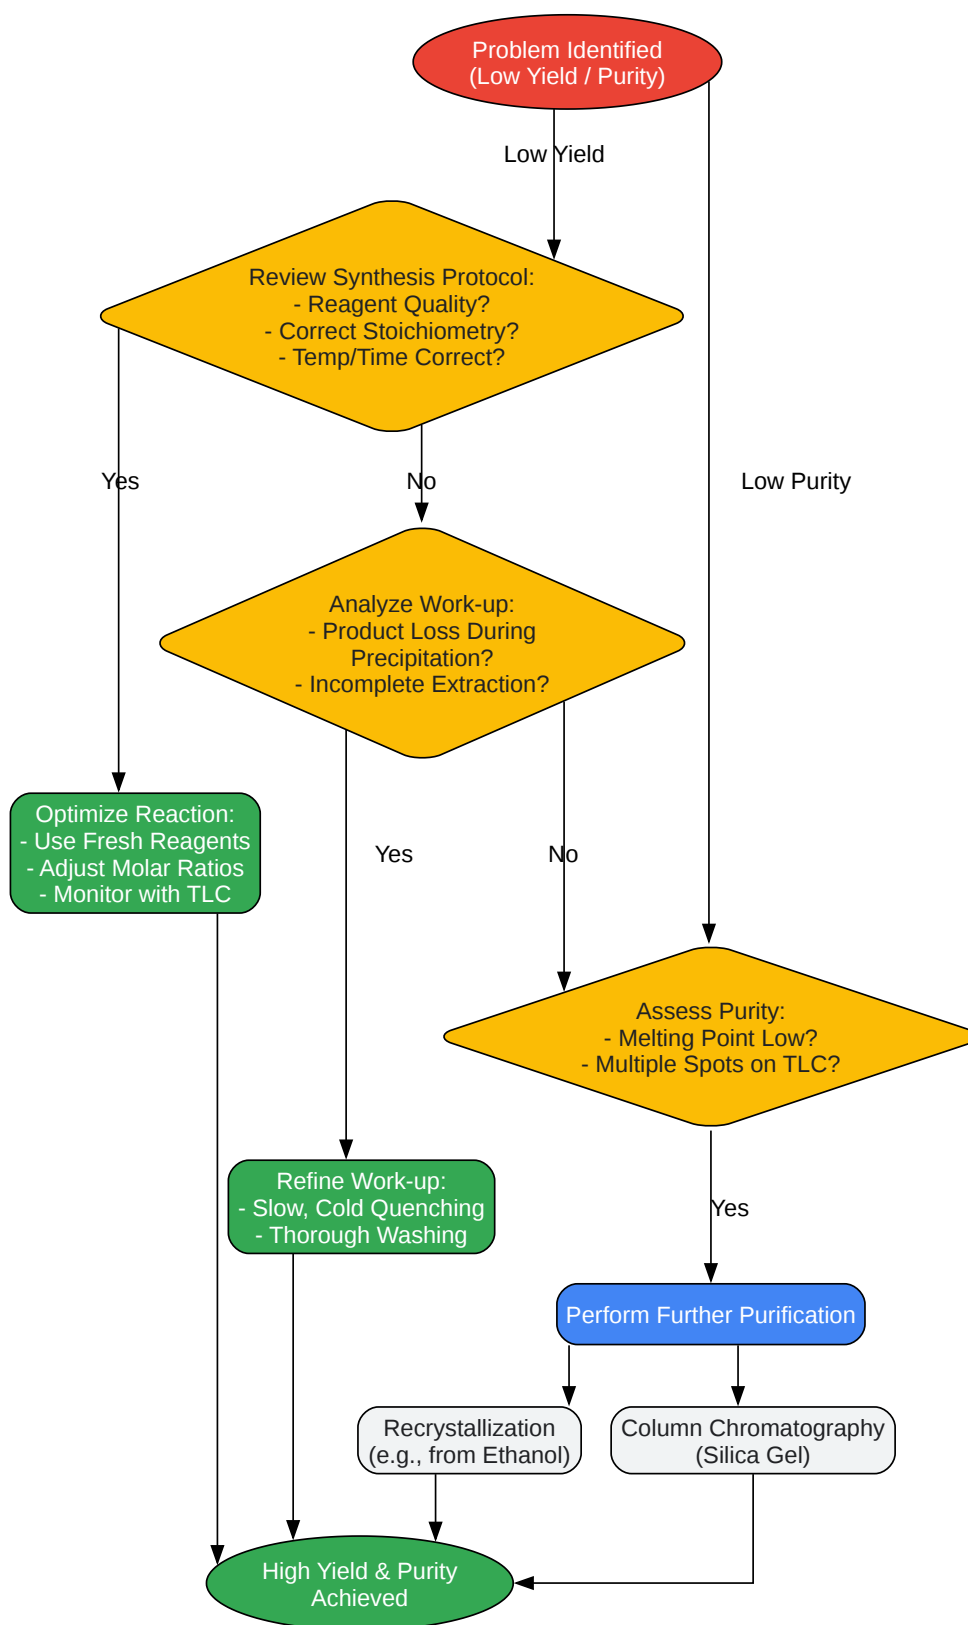 Problem Identified
(Low Yield / Purity)
Low Yield
Review Synthesis Protocol:
- Reagent Quality?
- Correct Stoichiometry?
- Temp/Time Correct?
Yes
No
Low Purity
Analyze Work-up:
- Product Loss During
Precipitation?
- Incomplete Extraction?
Optimize Reaction:
- Use Fresh Reagents
- Adjust Molar Ratios
- Monitor with TLC
Yes
No
Assess Purity:
- Melting Point Low?
- Multiple Spots on TLC?
Refine Work-up:
- Slow, Cold Quenching
- Thorough Washing
Yes
Perform Further Purification
Recrystallization
(e.g., from Ethanol)
Column Chromatography
(Silica Gel)
High Yield & Purity
Achieved